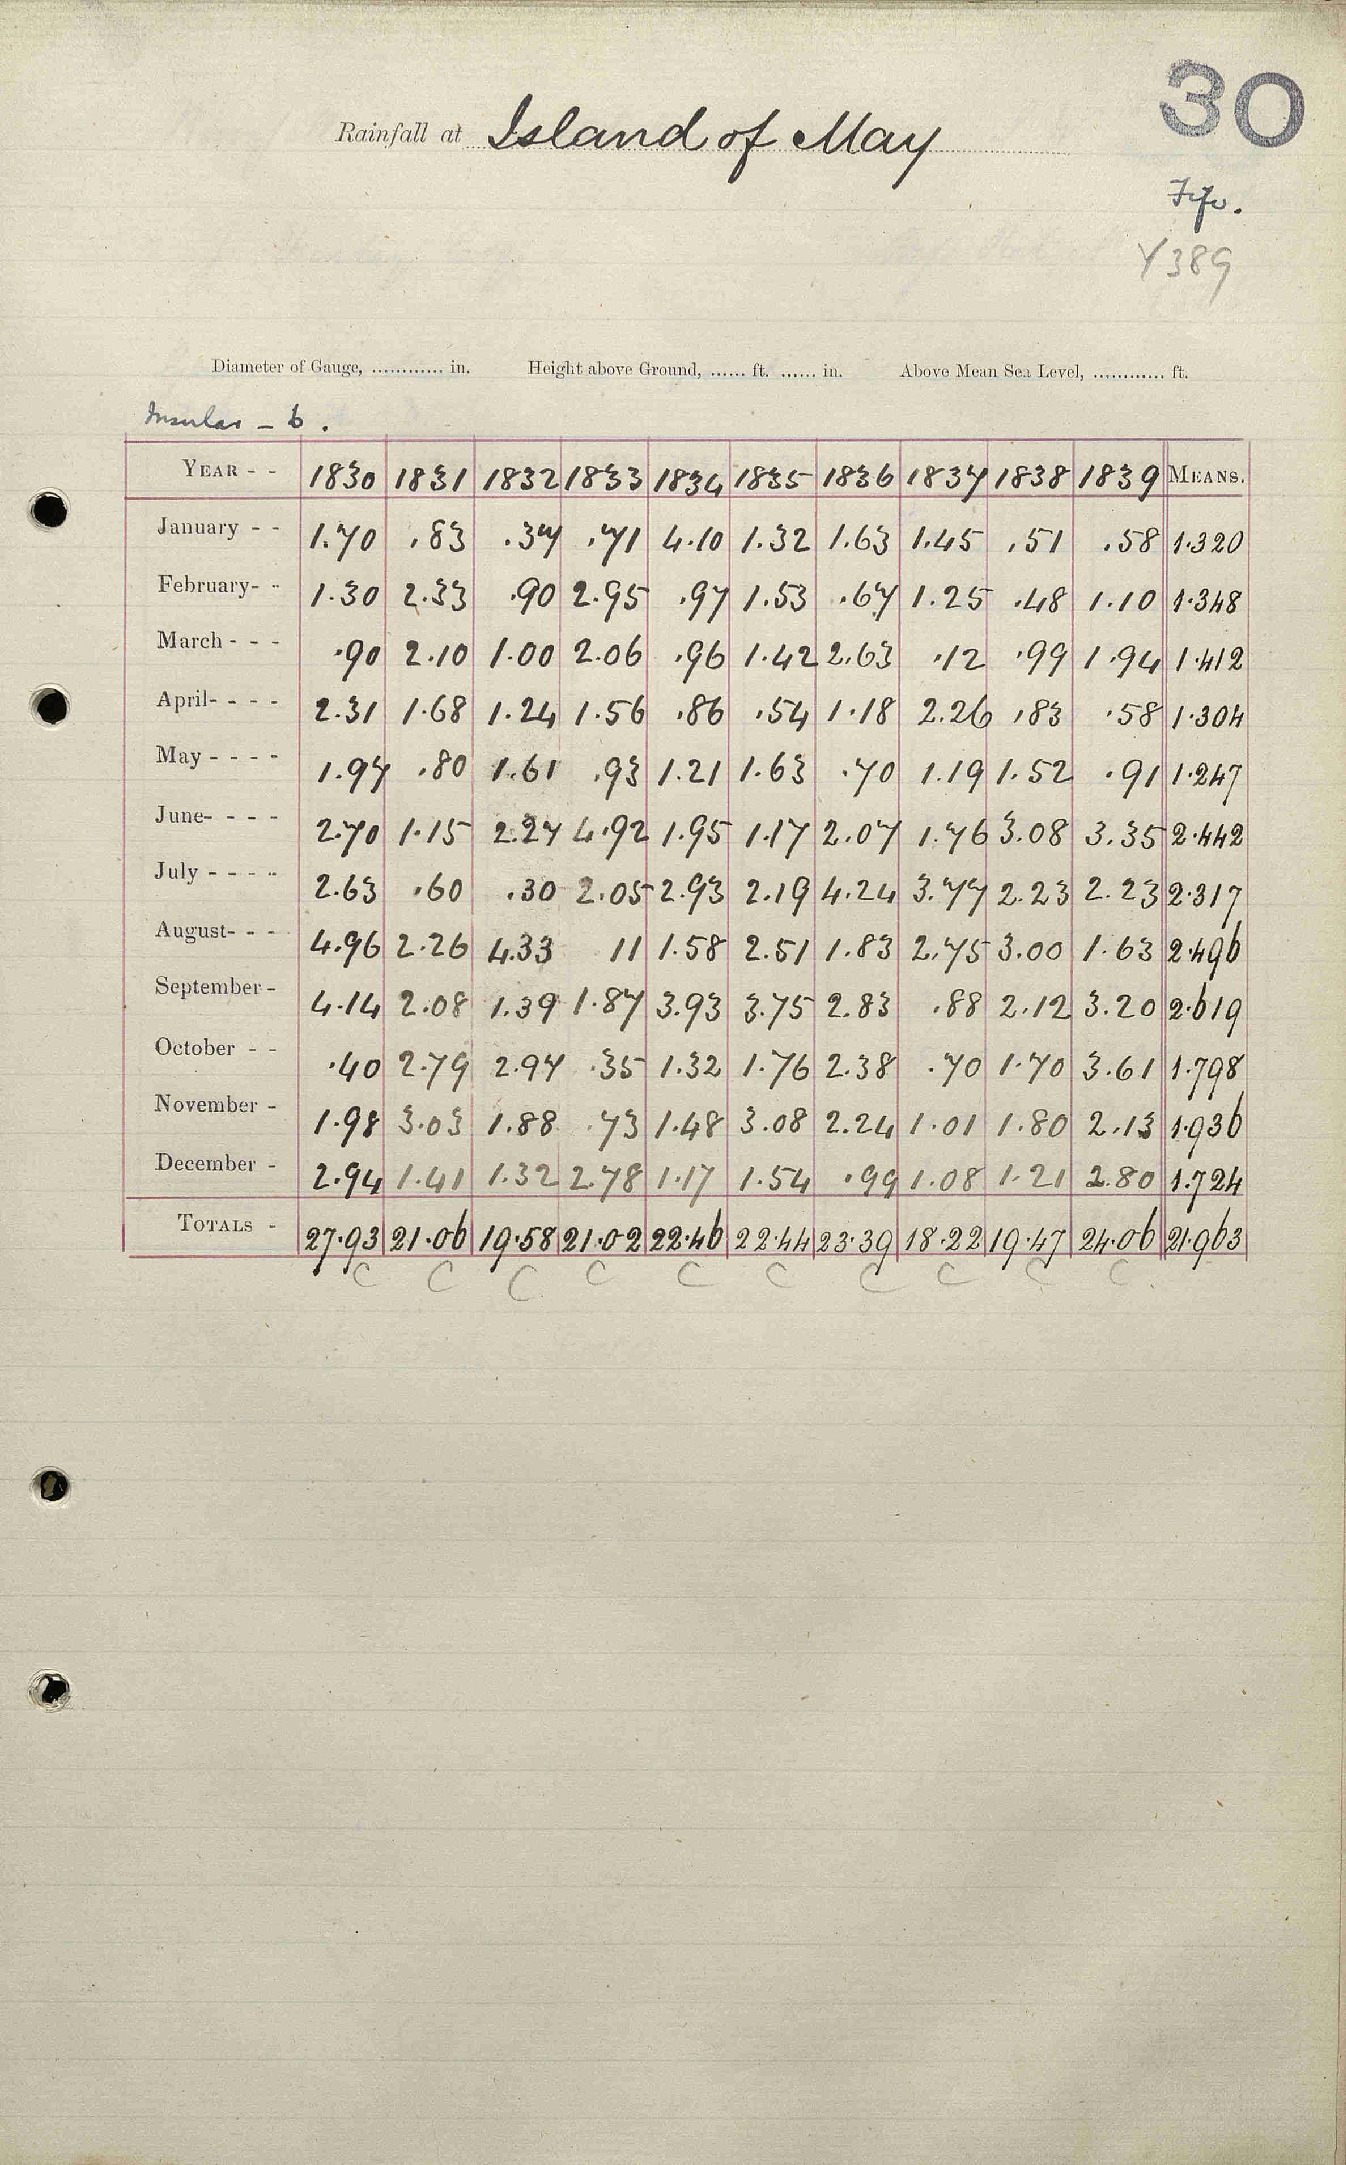 30
Rainfall at Island of May
Fife.
Y389
Diameter of Gauge, ............ in. Height above Ground, ...... ft. ...... in. Above Mean Sea Level, ............ ft.
Insular - b.
YEAR - - 1830 1831 1832 1833 1834 1835 1836 1837 1838 1839 MEANS.
January - - 1.70 .83 .37 .71 4.10 1.32 1.63 1.45 .51 .58 1.320
February- - 1.30 2.33 .90 2.95 .97 1.53 .67 1.25 .48 1.10 1.348
March - - - .90 2.10 1.00 2.06 .96 1.42 2.63 .12 .99 1.94 1.412
April- - - - 2.31 1.68 1.24 1.56 .86 .54 1.18 2.26 .83 .58 1.304
May - - - - 1.97 .80 1.61 .93 1.21 1.63 .70 1.19 1.52 .91 1.247
June- - - - 2.70 1.15 2.27 4.92 1.95 1.17 2.07 1.76 3.08 3.35 2.442
July - - - - 2.63 .60 .30 2.05 2.93 2.19 4.24 3.77 2.23 2.23 2.317
August- - - 4.96 2.26 4.33 11 1.58 2.51 1.83 2.75 3.00 1.63 2.496
September - 4.14 2.08 1.39 1.87 3.93 3.75 2.83 .88 2.12 3.20 2.619
October - - .40 2.79 2.97 .35 1.32 1.76 2.38 .70 1.70 3.61 1.798
November - 1.98 3.03 1.88 .73 1.48 3.08 2.24 1.01 1.80 2.13 1.936
December - 2.94 1.41 1.32 2.78 1.17 1.54 .99 1.08 1.21 2.80 1.724
TOTALS - 27.93 21.06 19.58 21.02 22.46 22.44 23.39 18.22 19.47 24.06 21.963
C C C C C C C C C C